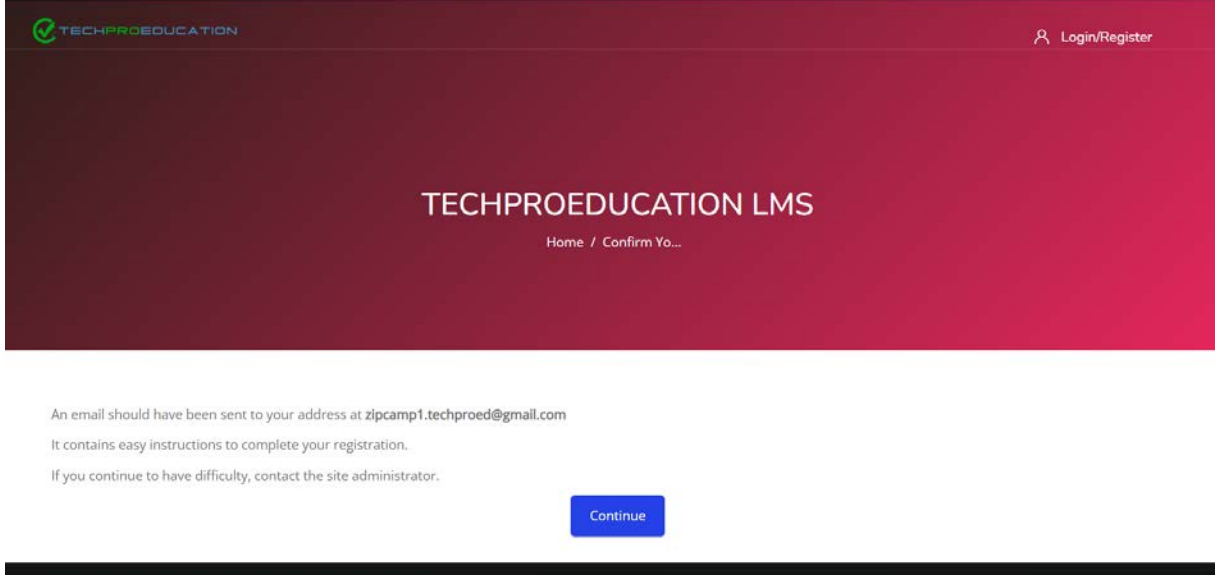 TECHPROEDUCATION
Login/Register
TECHPROEDUCATION LMS
Home / Confirm Yo...
An email should have been sent to your address at zipcamp1.techproed@gmail.com
It contains easy instructions to complete your registration.
If you continue to have difficulty, contact the site administrator.
Continue